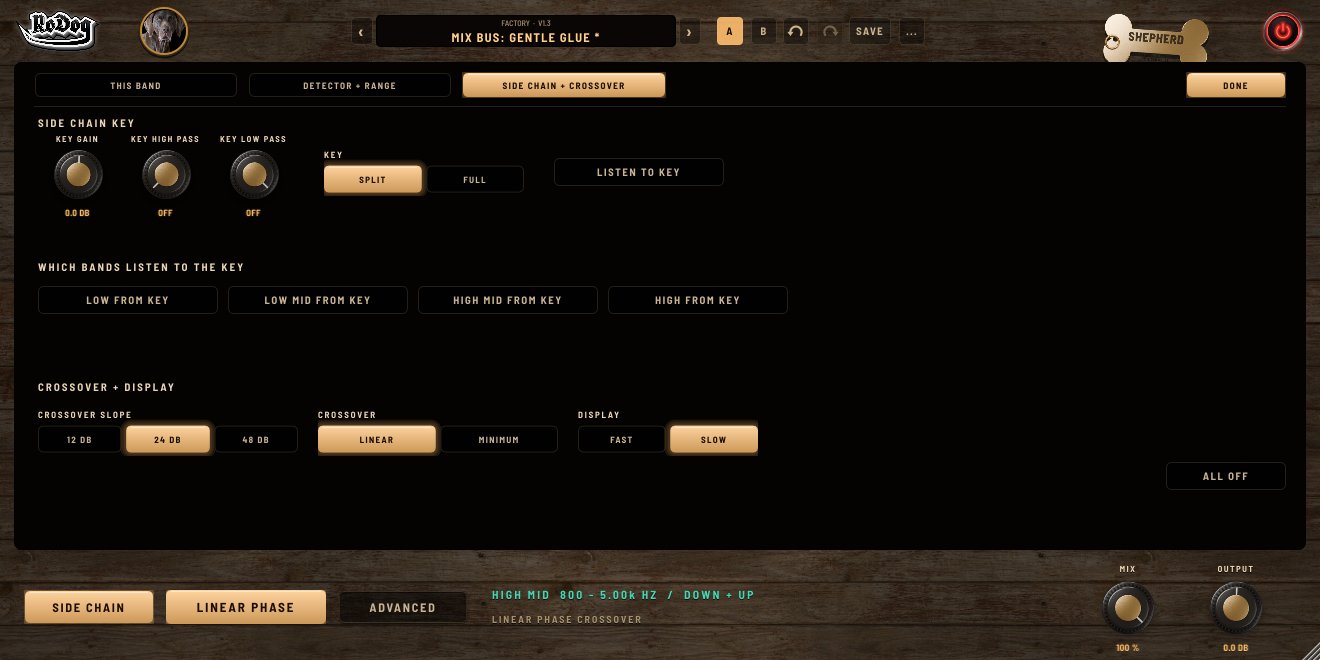 RoDog
‹
FACTORY · V1.3
MIX BUS: GENTLE GLUE *
›
A
B
SAVE
...
SHEPHERD
THIS BAND
DETECTOR + RANGE
SIDE CHAIN + CROSSOVER
DONE
SIDE CHAIN KEY
KEY GAIN
KEY HIGH PASS
KEY LOW PASS
KEY
SPLIT
FULL
LISTEN TO KEY
0.0 DB
OFF
OFF
WHICH BANDS LISTEN TO THE KEY
LOW FROM KEY
LOW MID FROM KEY
HIGH MID FROM KEY
HIGH FROM KEY
CROSSOVER + DISPLAY
CROSSOVER SLOPE
CROSSOVER
DISPLAY
12 DB
24 DB
48 DB
LINEAR
MINIMUM
FAST
SLOW
ALL OFF
SIDE CHAIN
LINEAR PHASE
ADVANCED
HIGH MID 800 - 5.00k HZ / DOWN + UP
LINEAR PHASE CROSSOVER
MIX
OUTPUT
100 %
0.0 DB